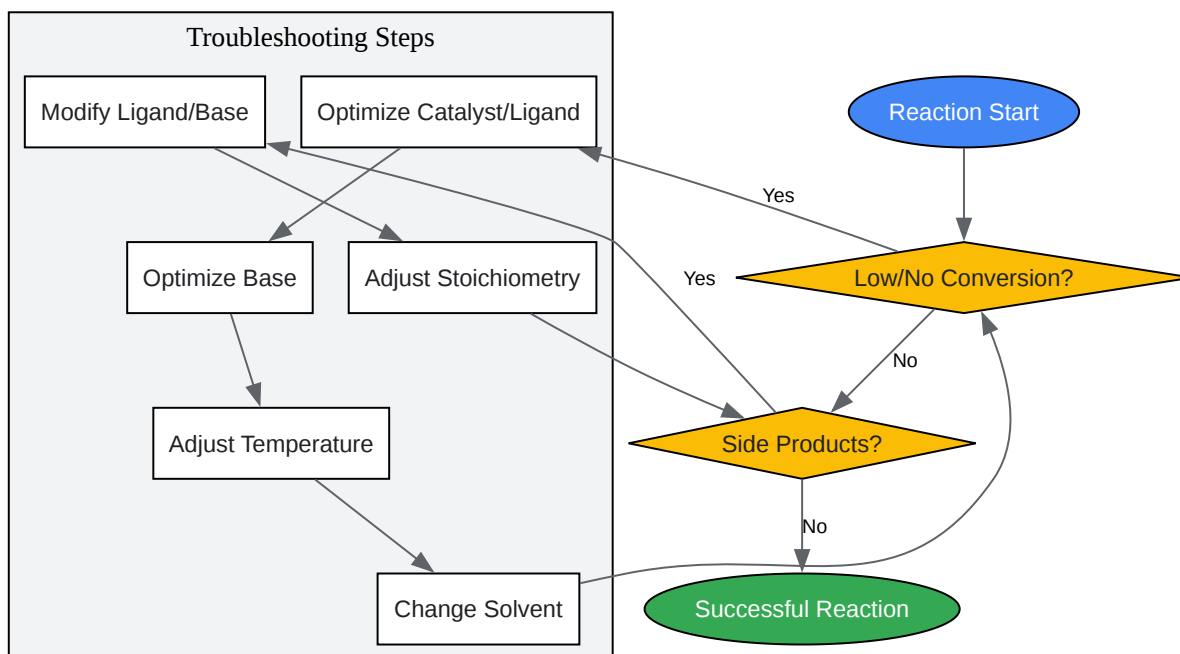 Troubleshooting Steps
Modify Ligand/Base
Optimize Catalyst/Ligand
Reaction Start
Yes
Optimize Base
Adjust Stoichiometry
Yes
Low/No Conversion?
No
Adjust Temperature
Side Products?
No
Change Solvent
Successful Reaction